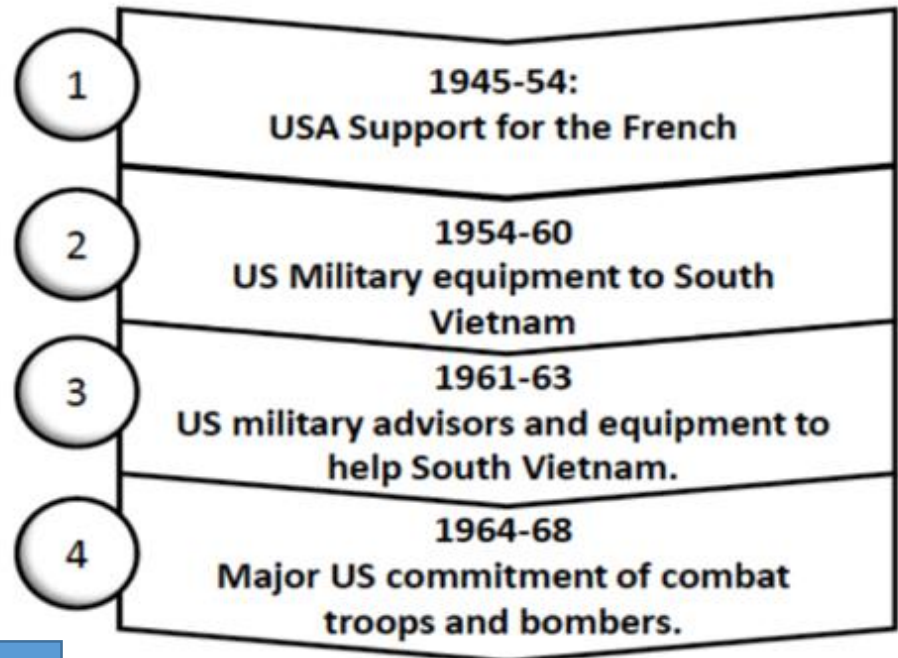 1
1945-54:
USA Support for the French
2
1954-60
US Military equipment to South
Vietnam
3
1961-63
US military advisors and equipment to
help South Vietnam.
4
1964-68
Major US commitment of combat
troops and bombers.